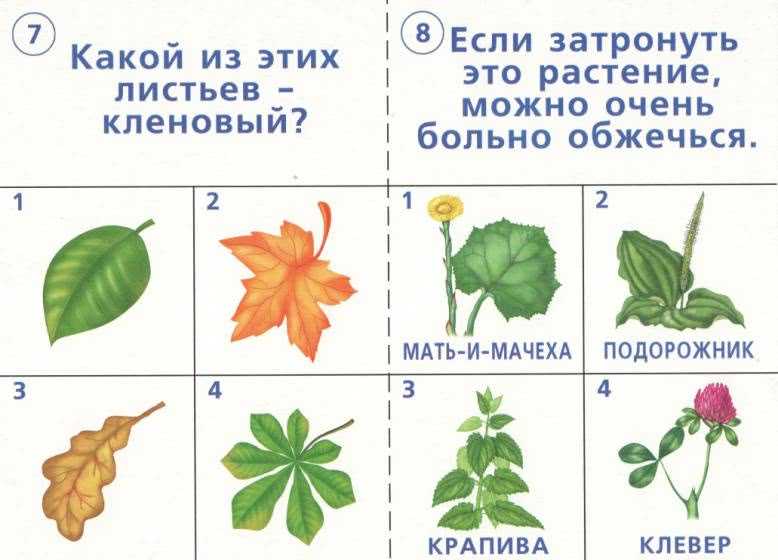 7
Какой из этих
листьев –
кленовый?
1
2
3
4
8
Если затронуть
это растение,
можно очень
больно обжечься.
1
МАТЬ-И-МАЧЕХА
2
ПОДОРОЖНИК
3
КРАПИВА
4
КЛЕВЕР